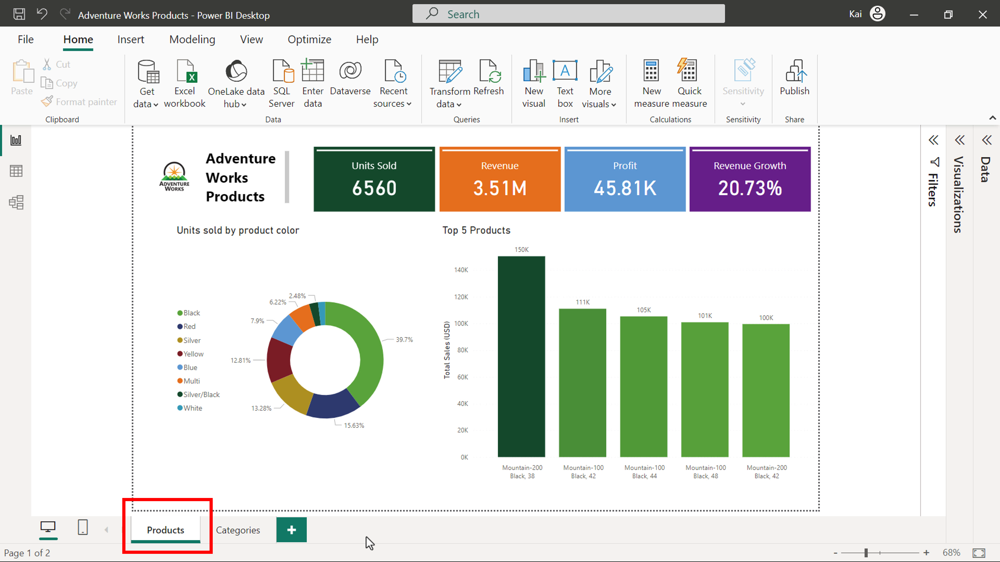 Adventure Works Products - Power BI Desktop
Search
Kai
File Home Insert Modeling View Optimize Help
Paste
Cut
Copy
Format painter
Clipboard
Get data
Excel workbook
OneLake data hub
SQL Server
Enter data
Dataverse
Recent sources
Data
Transform data
Refresh
Queries
New visual
Text box
More visuals
Insert
New measure
Quick measure
Calculations
Sensitivity
Sensitivity
Publish
Share
ADVENTURE
WORKS
Adventure
Works
Products
Units Sold
6560
Revenue
3.51M
Profit
45.81K
Revenue Growth
20.73%
Filters
Visualizations
Data
Units sold by product color
Black
Red
Silver
Yellow
Blue
Multi
Silver/Black
White
2.48%
6.22%
7.9%
39.7%
12.81%
13.28%
15.63%
Top 5 Products
Total Sales (USD)
140K
120K
100K
80K
60K
40K
20K
0K
150K
111K
105K
101K
100K
Mountain-200
Black, 38
Mountain-100
Black, 42
Mountain-100
Black, 44
Mountain-100
Black, 48
Mountain-200
Black, 42
Products
Categories
Page 1 of 2
68%